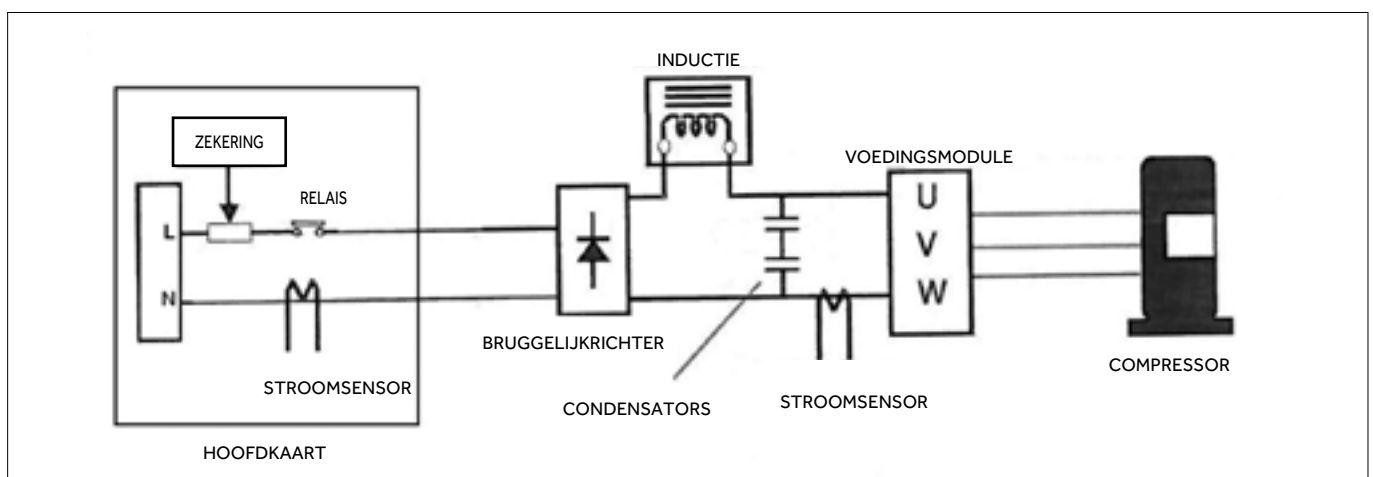 INDUCTIE
ZEKERING
VOEDINGSMODULE
RELAIS
L
N
U
V
W
BRUGGELIJKRICHTER
COMPRESSOR
STROOMSENSOR
CONDENSATORS
STROOMSENSOR
HOOFDKAART